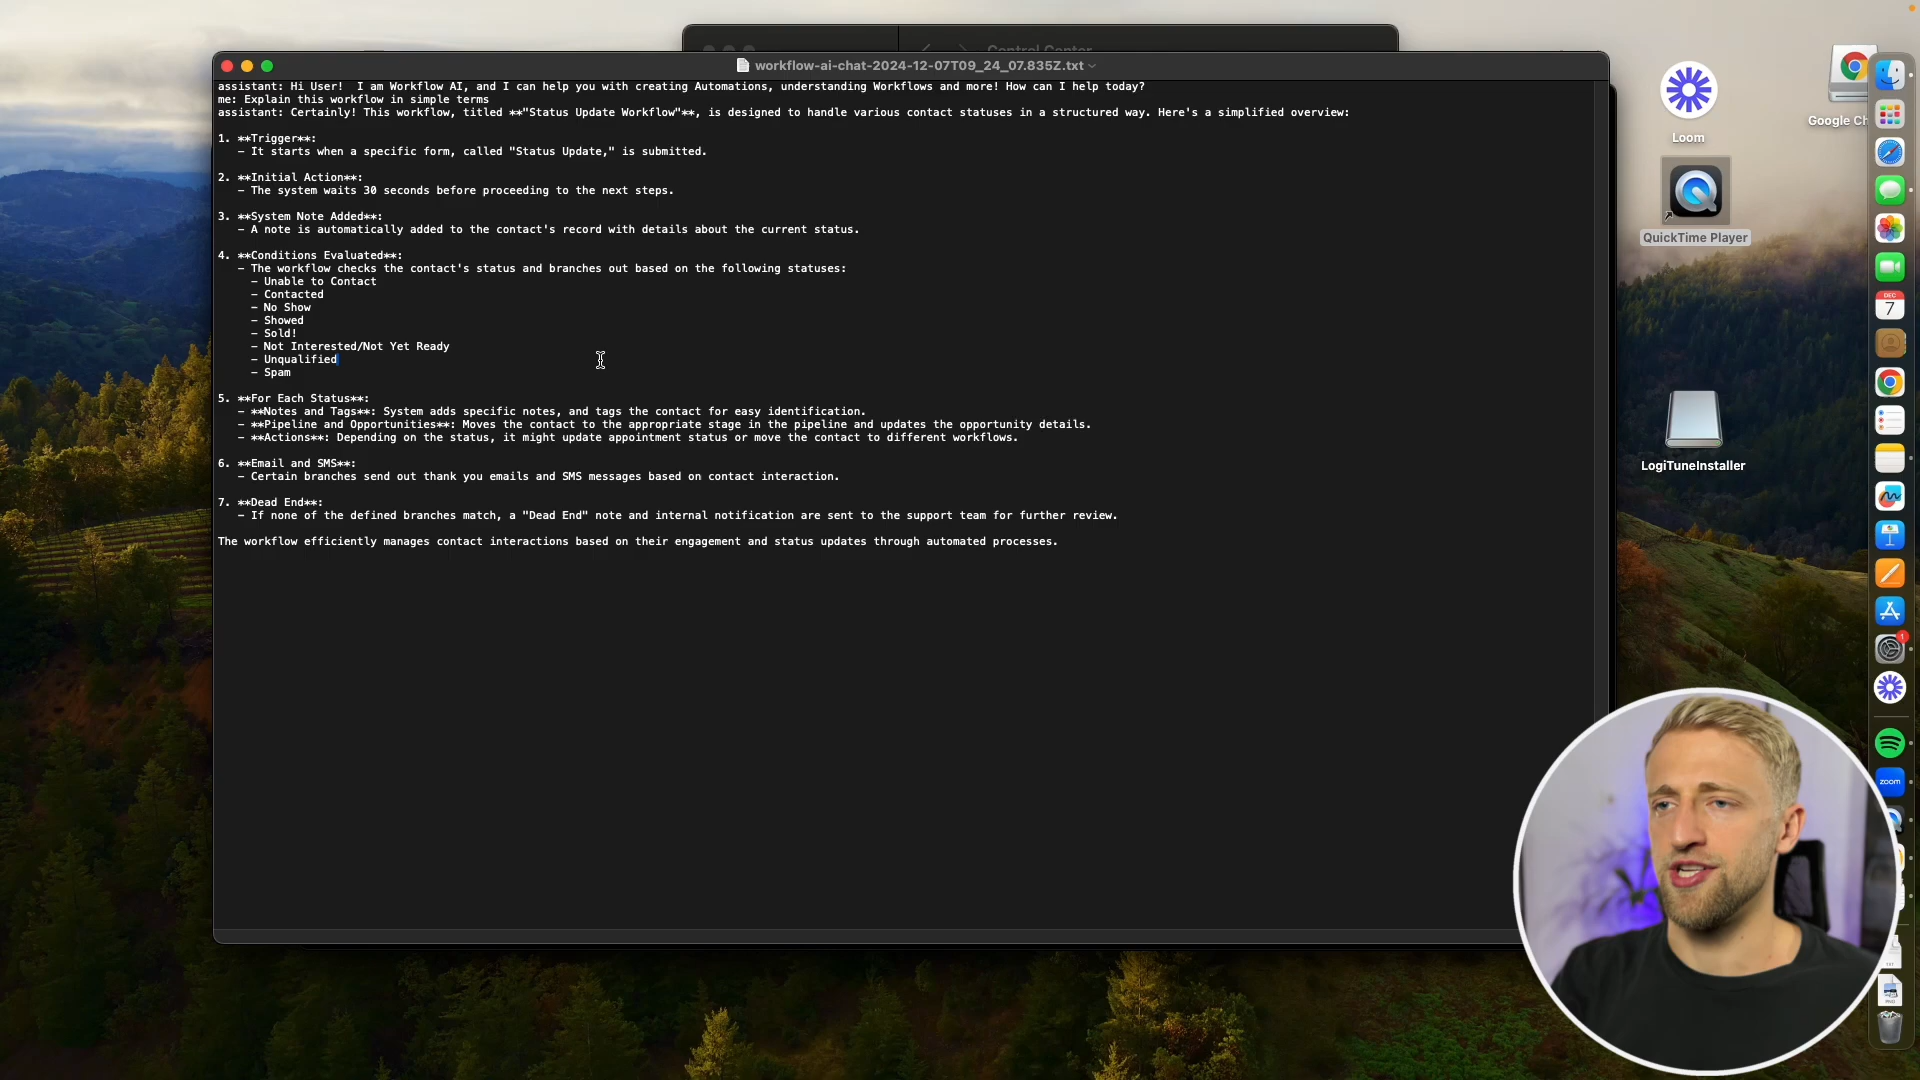 Control Center
workflow-ai-chat-2024-12-07T09_24_07.835Z.txt
assistant: Hi User!  I am Workflow AI, and I can help you with creating Automations, understanding Workflows and more! How can I help today?
me: Explain this workflow in simple terms
assistant: Certainly! This workflow, titled **"Status Update Workflow"**, is designed to handle various contact statuses in a structured way. Here's a simplified overview:
1. **Trigger**:
– It starts when a specific form, called "Status Update," is submitted.
2. **Initial Action**:
– The system waits 30 seconds before proceeding to the next steps.
3. **System Note Added**:
– A note is automatically added to the contact's record with details about the current status.
4. **Conditions Evaluated**:
– The workflow checks the contact's status and branches out based on the following statuses:
– Unable to Contact
– Contacted
– No Show
– Showed
– Sold!
– Not Interested/Not Yet Ready
– Unqualified
– Spam
5. **For Each Status**:
– **Notes and Tags**: System adds specific notes, and tags the contact for easy identification.
– **Pipeline and Opportunities**: Moves the contact to the appropriate stage in the pipeline and updates the opportunity details.
– **Actions**: Depending on the status, it might update appointment status or move the contact to different workflows.
6. **Email and SMS**:
– Certain branches send out thank you emails and SMS messages based on contact interaction.
7. **Dead End**:
– If none of the defined branches match, a "Dead End" note and internal notification are sent to the support team for further review.
The workflow efficiently manages contact interactions based on their engagement and status updates through automated processes.
Loom
Google Ch
QuickTime Player
LogiTuneInstaller
DEC
7
1
zoom